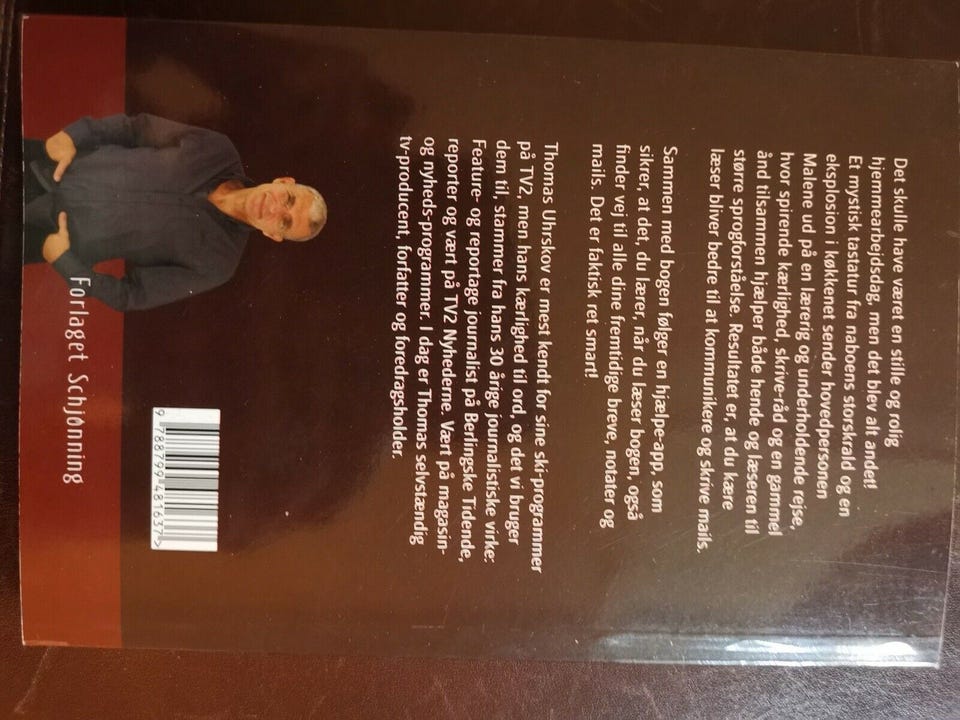 Det skulle have været en stille og rolig
hjemmearbejdsdag, men det blev alt andet!
Et mystisk tastatur fra naboens storskrald og en
eksplosion i køkkenet sender hovedpersonen
Malene ud på en lærerig og underholdende rejse,
hvor spirende kærlighed, skrive-råd og en gammel
ånd tilsammen hjælper både hende og læseren til
større sprogforståelse. Resultatet er, at du kære
læser bliver bedre til at kommunikere og skrive mails.
Sammen med bogen følger en hjælpe-app, som
sikrer, at det, du lærer, når du læser bogen, også
finder vej til alle dine fremtidige breve, notater og
mails. Det er faktisk ret smart!
Thomas Uhrskov er mest kendt for sine ski-programmer
på TV2, men hans kærlighed til ord, og det vi bruger
dem til, stammer fra hans 30 årige journalistiske virke:
Feature- og reportage journalist på Berlingske Tidende,
reporter og vært på TV2 Nyhederne. Vært på magasin-
og nyheds-programmer. I dag er Thomas selvstændig
tv-producent, forfatter og foredragsholder.
9 788799 481637 >
Forlaget Schjønning